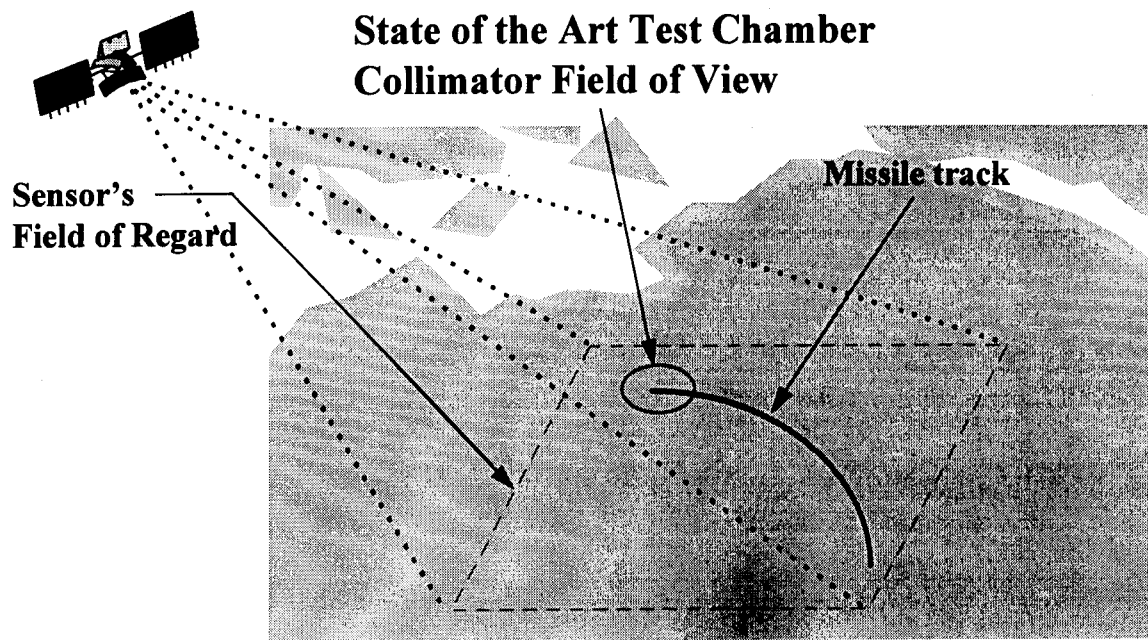 State of the Art Test Chamber
Collimator Field of View
Sensor's
Field of Regard
Missile track